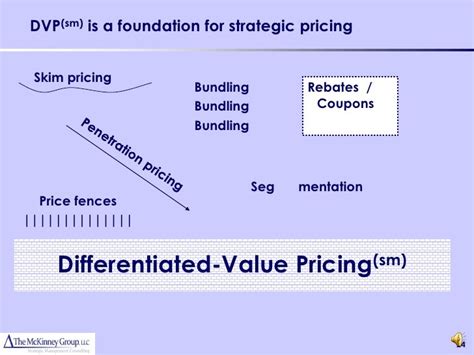 DVP(sm) is a foundation for strategic pricing
Skim pricing
Bundling
Bundling
Bundling
Rebates /
Coupons
Penetration pricing
Seg mentation
Price fences
||||||||||||||
Differentiated-Value Pricing(sm)
The McKinney Group, LLC
Strategic Management Consulting